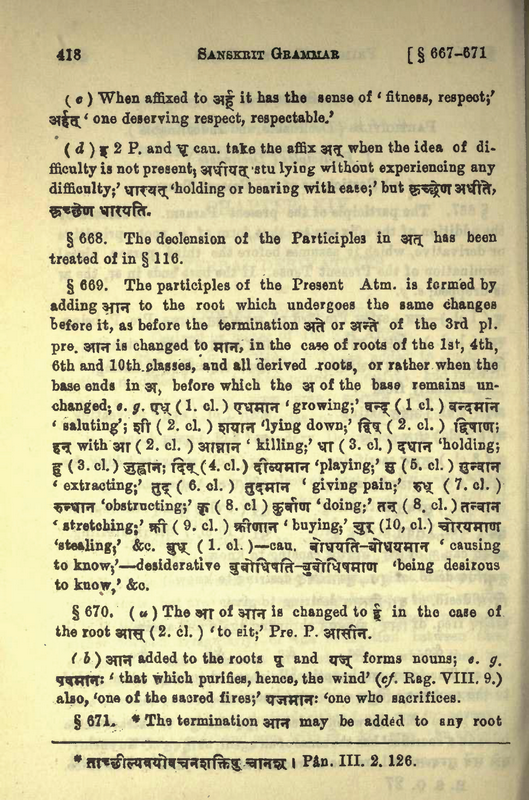 418 SANSKRIT GRAMMAR [ § 667-671
( c ) When affixed to अर्ह् it has the sense of ‘ fitness, respect;’
अर्हत् ‘ one deserving respect, respectable.’
( d ) इ 2 P. and धृ cau. take the affix अत् when the idea of di-
fficulty is not present; अधीयत् ‘stu lying without experiencing any
difficulty;’ धारयत् ‘holding or bearing with ease;’ but कृच्छ्रेण अधीते,
कृच्छ्रेण धारयति.
§ 668. The declension of the Participles in अत् has been
treated of in § 116.
§ 669. The participles of the Present Atm. is formed by
adding आन to the root which undergoes the same changes
before it, as before the termination अते or अन्ते of the 3rd pl.
pre. आन is changed to मान, in the case of roots of the 1st, 4th,
6th and 10th classes, and all derived roots, or rather when the
base ends in अ, before which the अ of the base remains un-
changed; e. g. एध् ( 1. cl. ) एधमान ‘growing;’ वन्द् ( 1 cl. ) वन्दमान
‘ saluting’; शी ( 2. cl. ) शयान ‘lying down;’ द्विष् ( 2. cl. ) द्विषाण;
हन् with आ ( 2. cl. ) आघ्नान ‘ killing;’ धा ( 3. cl. ) दधान ‘holding;
हु ( 3. cl. ) जुह्वान; दिव् (4. cl. ) दीव्यमान ‘playing;’ सु (5. cl. ) सुन्वान
‘ extracting;’ तुद् ( 6. cl. ) तुदमान ‘ giving pain;’ रुध् ( 7. cl. )
रुन्धान ‘obstructing;’ कृ ( 8. cl ) कुर्वाण ‘doing;’ तन् ( 8. cl. ) तन्वान
‘ stretching;’ क्री ( 9. cl. ) क्रीणान ‘ buying;’ चुर् (10, cl.) चोरयमाण
‘stealing;’ &c. बुध् ( 1. cl. )—cau. बोधयति-बोधयमान ‘ causing
to know;’—desiderative बुबोधिषति-बुबोधिषमाण ‘being desirous
to know,’ &c.
§ 670. ( a ) The आ of आन is changed to ई in the case of
the root आस् ( 2. cl. ) ‘to sit;’ Pre. P. आसीन.
( b ) आन added to the roots पू and यज् forms nouns; e. g.
पवमानः ‘ that which purifies, hence, the wind’ (cf. Rag. VIII. 9.)
also, ‘one of the sacred fires;’ यजमानः ‘one who sacrifices.
§ 671. * The termination आन may be added to any root
* ताच्छील्यवयोवचनशक्तिषु चानश् । Pán. III. 2. 126.